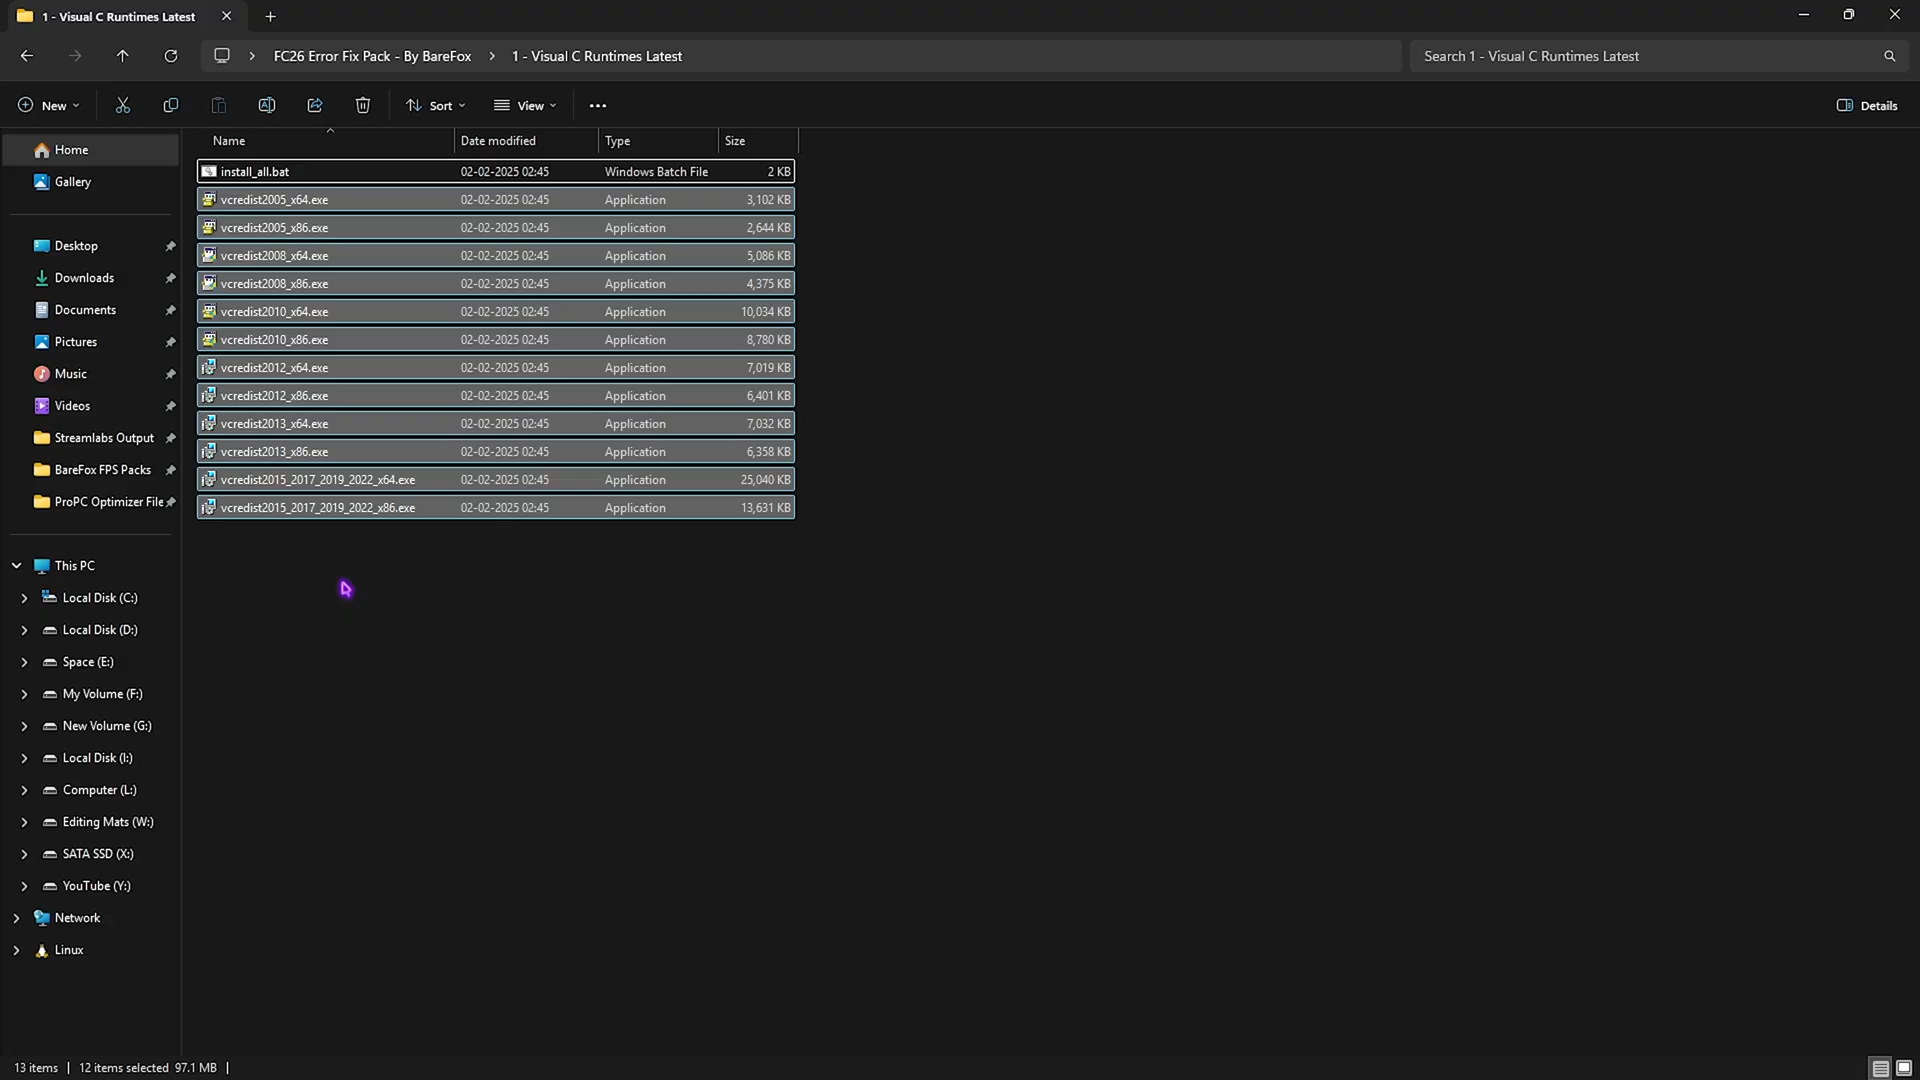 1 - Visual C Runtimes Latest
FC26 Error Fix Pack - By BareFox > 1 - Visual C Runtimes Latest
Search 1 - Visual C Runtimes Latest
New
Sort
View
Details
Name Date modified Type Size
Home
Gallery
Desktop
Downloads
Documents
Pictures
Music
Videos
Streamlabs Output
BareFox FPS Packs
ProPC Optimizer File
This PC
Local Disk (C:)
Local Disk (D:)
Space (E:)
My Volume (F:)
New Volume (G:)
Local Disk (I:)
Computer (L:)
Editing Mats (W:)
SATA SSD (X:)
YouTube (Y:)
Network
Linux
install_all.bat 02-02-2025 02:45 Windows Batch File 2 KB
vcredist2005_x64.exe 02-02-2025 02:45 Application 3,102 KB
vcredist2005_x86.exe 02-02-2025 02:45 Application 2,644 KB
vcredist2008_x64.exe 02-02-2025 02:45 Application 5,086 KB
vcredist2008_x86.exe 02-02-2025 02:45 Application 4,375 KB
vcredist2010_x64.exe 02-02-2025 02:45 Application 10,034 KB
vcredist2010_x86.exe 02-02-2025 02:45 Application 8,780 KB
vcredist2012_x64.exe 02-02-2025 02:45 Application 7,019 KB
vcredist2012_x86.exe 02-02-2025 02:45 Application 6,401 KB
vcredist2013_x64.exe 02-02-2025 02:45 Application 7,032 KB
vcredist2013_x86.exe 02-02-2025 02:45 Application 6,358 KB
vcredist2015_2017_2019_2022_x64.exe 02-02-2025 02:45 Application 25,040 KB
vcredist2015_2017_2019_2022_x86.exe 02-02-2025 02:45 Application 13,631 KB
13 items | 12 items selected 97.1 MB |